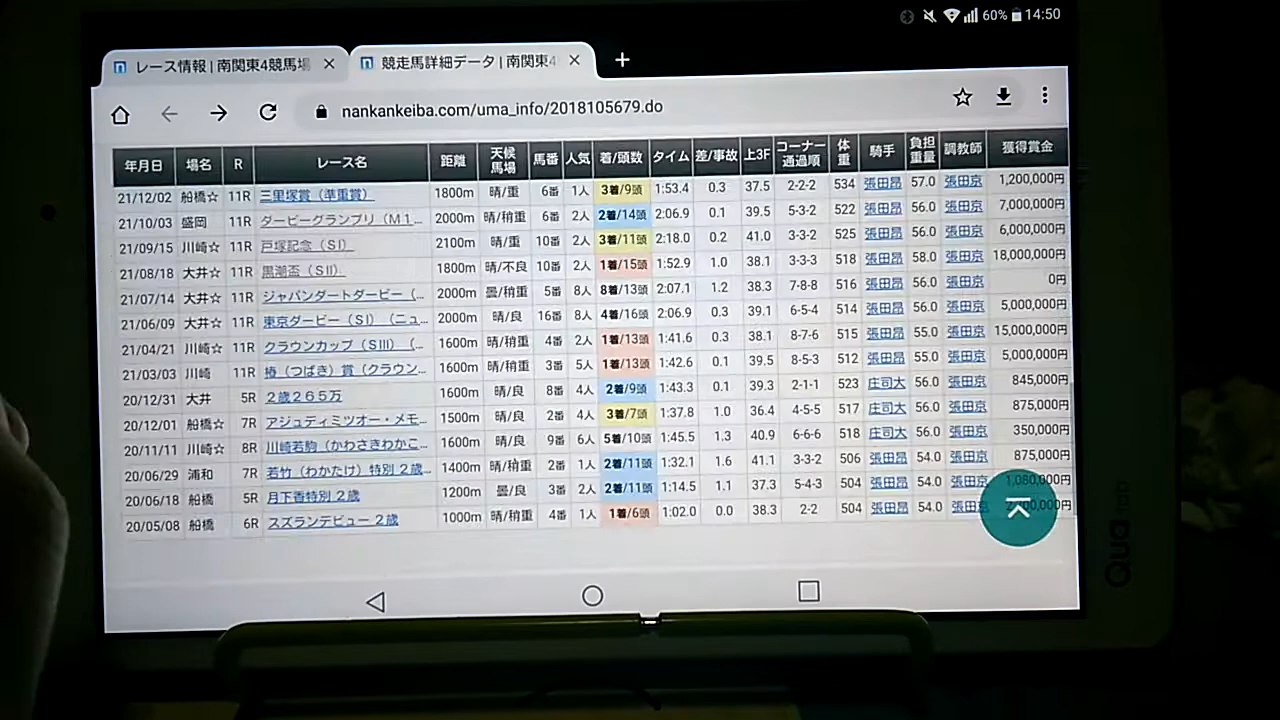 60% 14:50
レース情報 | 南関東4競馬場
競走馬詳細データ | 南関東4
nankankeiba.com/uma_info/2018105679.do
年月日 場名 R レース名 距離 天候馬場 馬番 人気 着/頭数 タイム 差/事故 上3F コーナー通過順 体重 騎手 負担重量 調教師 獲得賞金
21/12/02 船橋☆ 11R 三里塚賞（準重賞） 1800m 晴/重 6番 1人 3着/9頭 1:53.4 0.3 37.5 2-2-2 534 張田昂 57.0 張田京 1,200,000円
21/10/03 盛岡 11R ダービーグランプリ（M1... 2000m 晴/稍重 6番 2人 2着/14頭 2:06.9 0.1 39.5 5-3-2 522 張田昂 56.0 張田京 7,000,000円
21/09/15 川崎☆ 11R 戸塚記念（SI） 2100m 晴/重 10番 2人 3着/11頭 2:18.0 0.2 41.0 3-3-2 525 張田昂 56.0 張田京 6,000,000円
21/08/18 大井☆ 11R 黒潮盃（SII） 1800m 晴/不良 10番 2人 1着/15頭 1:52.9 1.0 38.1 3-3-3 518 張田昂 58.0 張田京 18,000,000円
21/07/14 大井☆ 11R ジャパンダートダービー（... 2000m 曇/稍重 5番 8人 8着/13頭 2:07.1 1.2 38.3 7-8-8 516 張田昂 56.0 張田京 0円
21/06/09 大井☆ 11R 東京ダービー（SI）（ニュ... 2000m 晴/良 16番 8人 4着/16頭 2:06.9 0.3 39.1 6-5-4 514 張田昂 56.0 張田京 5,000,000円
21/04/21 川崎☆ 11R クラウンカップ（SIII）（... 1600m 晴/稍重 4番 2人 1着/13頭 1:41.6 0.3 38.1 8-7-6 515 張田昂 55.0 張田京 15,000,000円
21/03/03 川崎 11R 椿（つばき）賞（クラウン... 1600m 晴/稍重 3番 5人 1着/13頭 1:42.6 0.1 39.5 8-5-3 512 張田昂 55.0 張田京 5,000,000円
20/12/31 大井 5R 2歳265万 1600m 晴/良 8番 4人 2着/9頭 1:43.3 0.1 39.3 2-1-1 523 庄司大 56.0 張田京 845,000円
20/12/01 船橋☆ 7R アジュディミツオー・メモ... 1500m 晴/良 2番 4人 3着/7頭 1:37.8 1.0 36.4 4-5-5 517 庄司大 56.0 張田京 875,000円
20/11/11 川崎☆ 8R 川崎若駒（かわさきわかこ... 1600m 晴/良 9番 6人 5着/10頭 1:45.5 1.3 40.9 6-6-6 518 庄司大 56.0 張田京 350,000円
20/06/29 浦和 7R 若竹（わかたけ）特別 2歳... 1400m 晴/稍重 2番 1人 2着/11頭 1:32.1 1.6 41.1 3-3-2 506 張田昂 54.0 張田京 875,000円
20/06/18 船橋 5R 月下香特別 2歳 1200m 曇/良 3番 2人 2着/11頭 1:14.5 1.1 37.3 5-4-3 504 張田昂 54.0 張田京 1,080,000円
20/05/08 船橋 6R スズランデビュー 2歳 1000m 晴/稍重 4番 1人 1着/6頭 1:02.0 0.0 38.3 2-2 504 張田昂 54.0 張田京
Qua tab